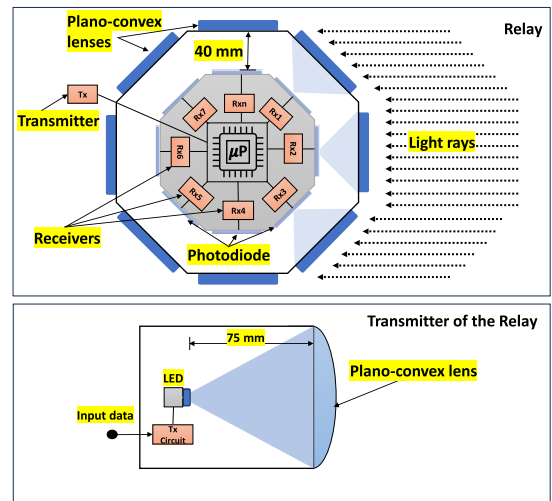 Plano-convex
lenses
Relay
40 mm
Tx
Transmitter
Rx7
Rxn
Rx1
Rx6
µP
Rx2
Light rays
Rx5
Rx4
Rx3
Receivers
Photodiode
Transmitter of the Relay
75 mm
LED
Plano-convex lens
Input data
Tx
Circuit